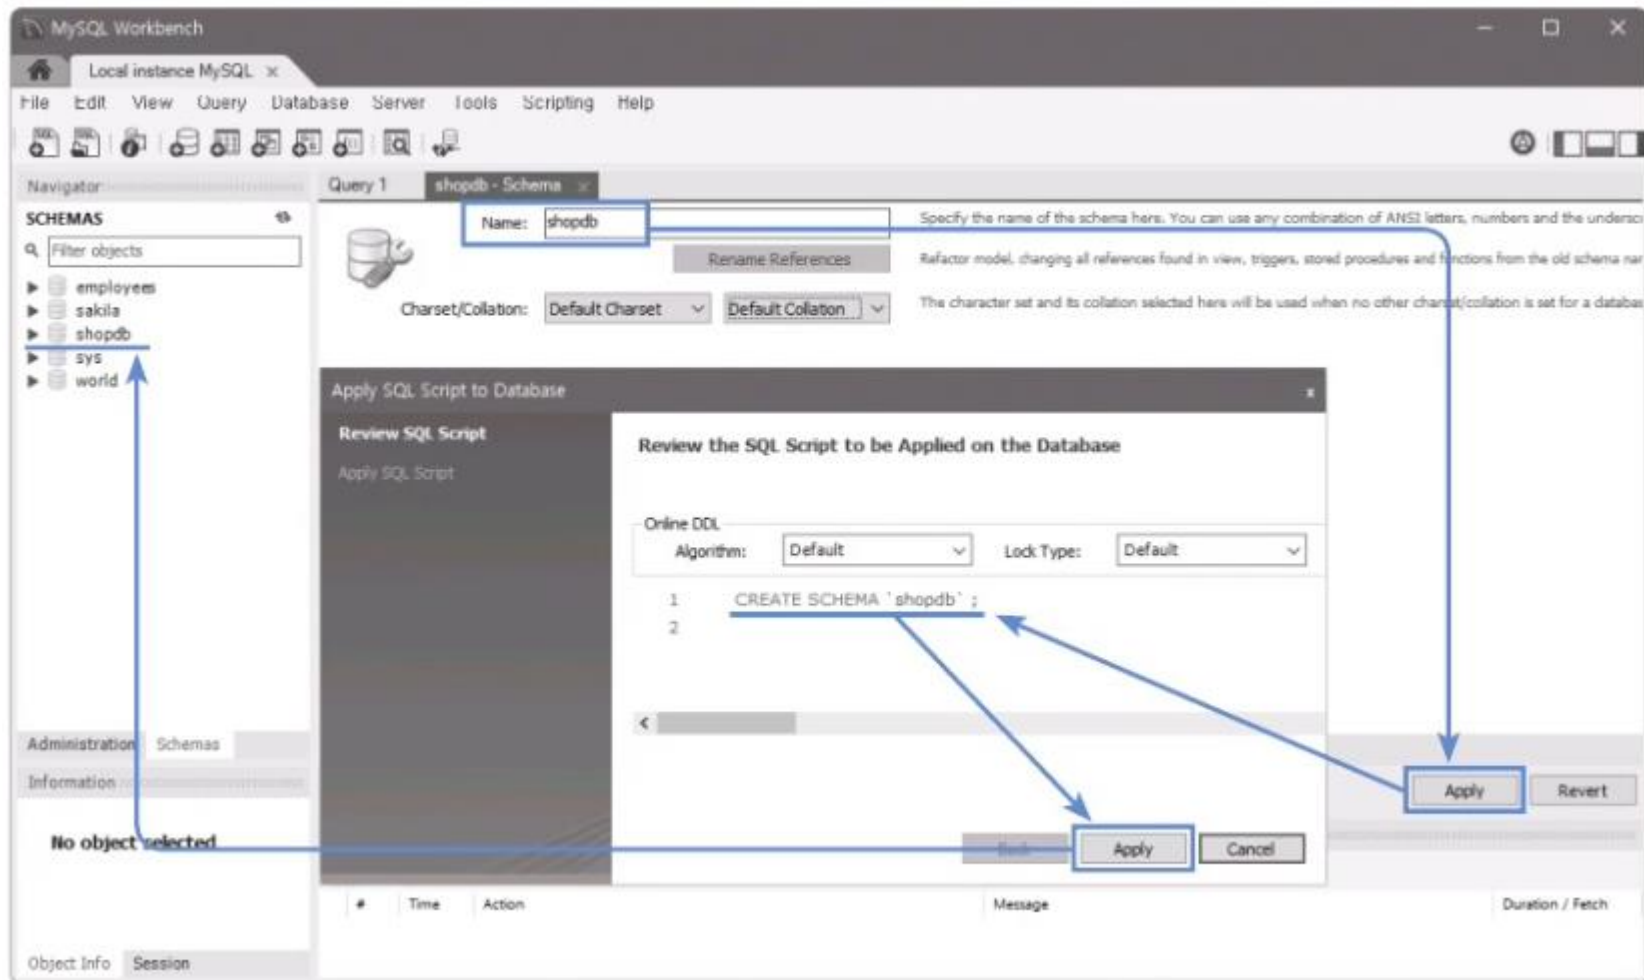 MySQL Workbench
Local instance MySQL ×
File Edit View Query Database Server Tools Scripting Help
Navigator
SCHEMAS
Filter objects
employees
sakila
shopdb
sys
world
Administration Schemas
Information
No object selected
Object Info Session
Query 1 shopdb - Schema ×
Name: shopdb
Specify the name of the schema here. You can use any combination of ANSI letters, numbers and the undersc
Rename References
Refactor model, changing all references found in view, triggers, stored procedures and functions from the old schema nar
Charset/Collation: Default Charset Default Collation
The character set and its collation selected here will be used when no other charset/collation is set for a databas
Apply SQL Script to Database
Review SQL Script
Apply SQL Script
Review the SQL Script to be Applied on the Database
Online DDL
Algorithm: Default Lock Type: Default
1 CREATE SCHEMA `shopdb` ;
2
Back Apply Cancel
Apply Revert
# Time Action Message Duration / Fetch